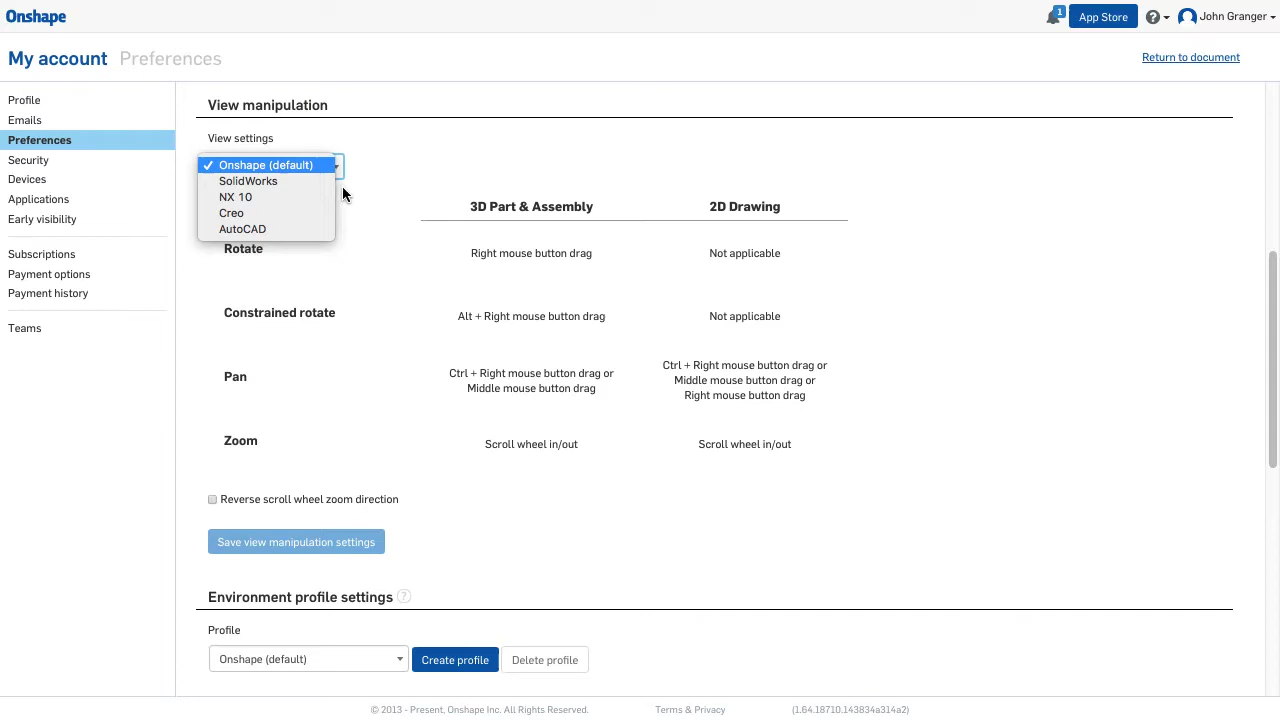 Onshape
1
App Store
John Granger
My account
Preferences
Return to document
Profile
Emails
Preferences
Security
Devices
Applications
Early visibility
Subscriptions
Payment options
Payment history
Teams
View manipulation
View settings
Onshape (default)
SolidWorks
NX 10
Creo
AutoCAD
3D Part & Assembly
2D Drawing
Rotate
Right mouse button drag
Not applicable
Constrained rotate
Alt + Right mouse button drag
Not applicable
Pan
Ctrl + Right mouse button drag or
Middle mouse button drag
Ctrl + Right mouse button drag or
Middle mouse button drag or
Right mouse button drag
Zoom
Scroll wheel in/out
Scroll wheel in/out
Reverse scroll wheel zoom direction
Save view manipulation settings
Environment profile settings ?
Profile
Onshape (default)
Create profile
Delete profile
© 2013 - Present, Onshape Inc. All Rights Reserved.
Terms & Privacy
(1.64.18710.143834a314a2)